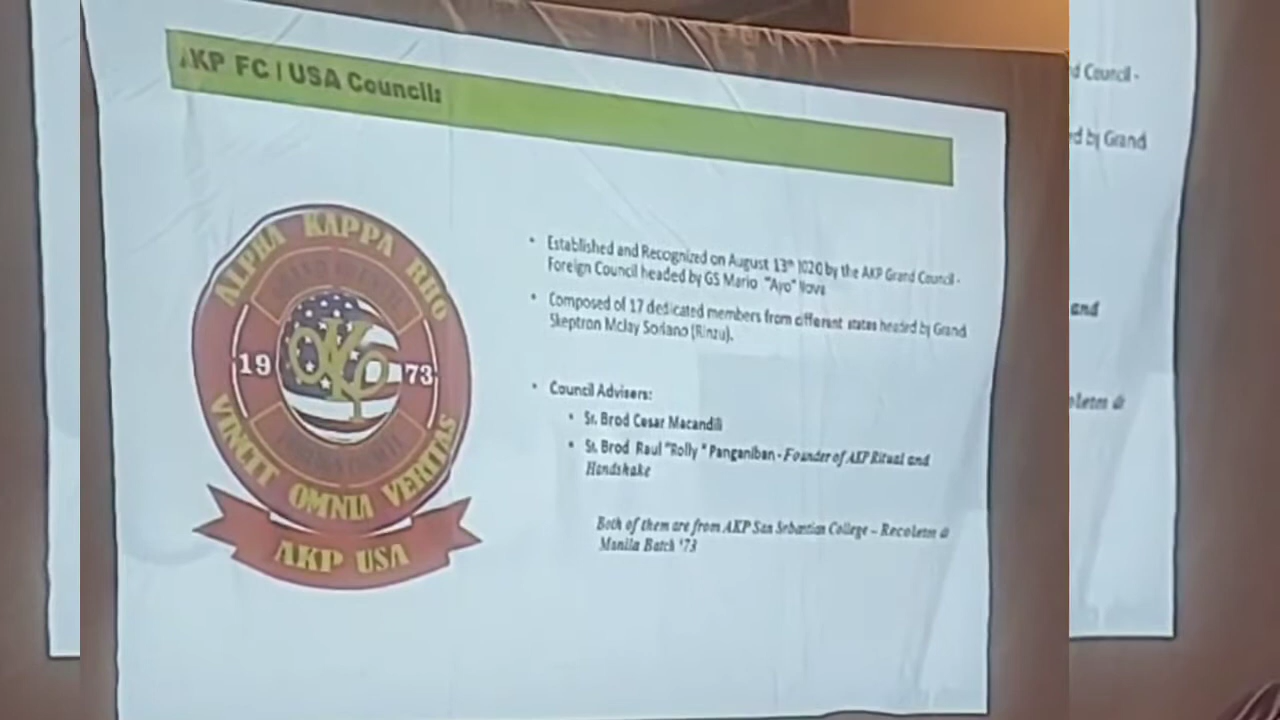 AKP FC | USA Councils
ALPHA KAPPA RHO
19 73
αKρ
VINCIT OMNIA VERITAS
AKP USA
• Established and Recognized on August 13th 2020 by the AKP Grand Council -
Foreign Council headed by GS Mario "Ayo" Nova
• Composed of 17 dedicated members from different states headed by Grand
Skeptron McJay Soriano (Rinzu).
• Council Advisers:
• Sr. Brod Cesar Macandili
• Sr. Brod Raul "Rolly " Panganiban - Founder of AKP Ritual and
Handshake
Both of them are from AKP San Sebastian College – Recoletos @
Manila Batch '73
d Council -
d by Grand
and
oletos @